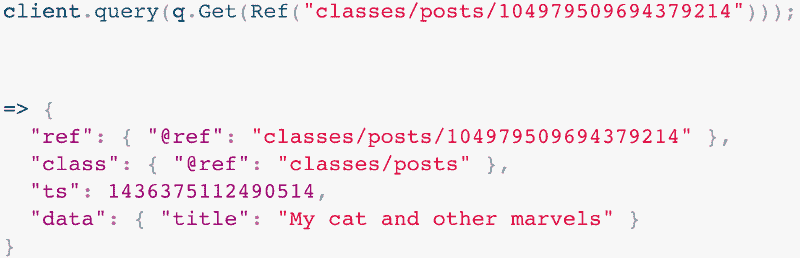 client.query(q.Get(Ref("classes/posts/104979509694379214")));
=> {
"ref": { "@ref": "classes/posts/104979509694379214" },
"class": { "@ref": "classes/posts" },
"ts": 1436375112490514,
"data": { "title": "My cat and other marvels" }
}